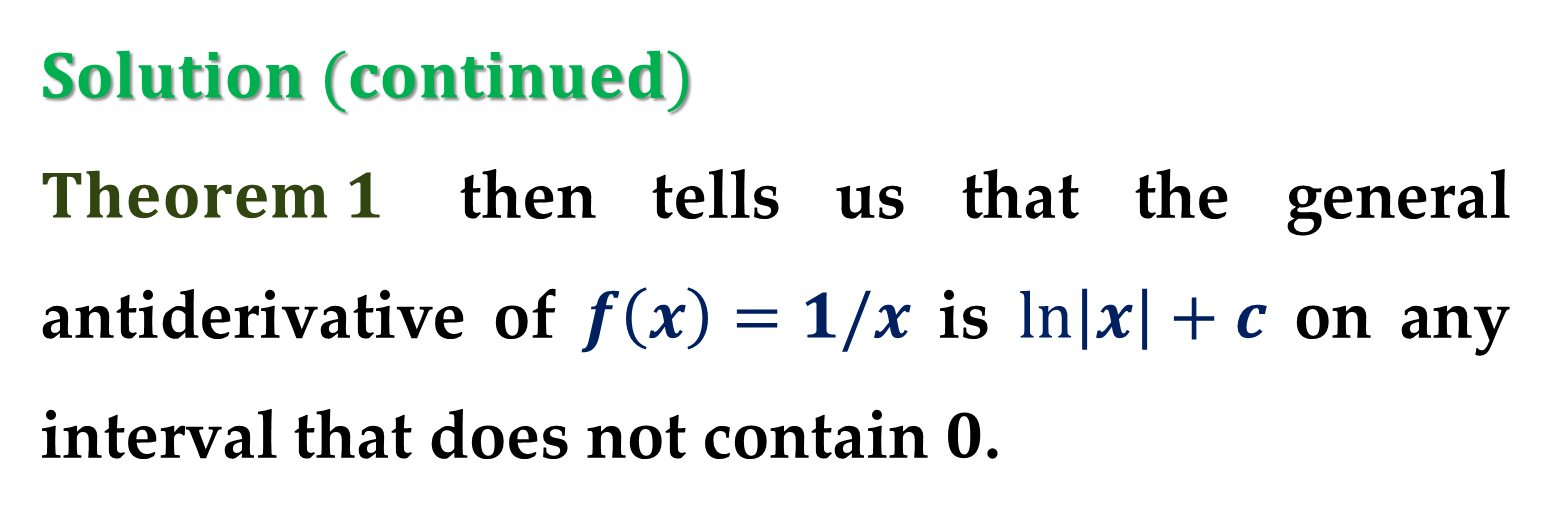 Solution (continued)
Theorem 1 then tells us that the general
antiderivative of f(x) = 1/x is ln|x| + c on any
interval that does not contain 0.